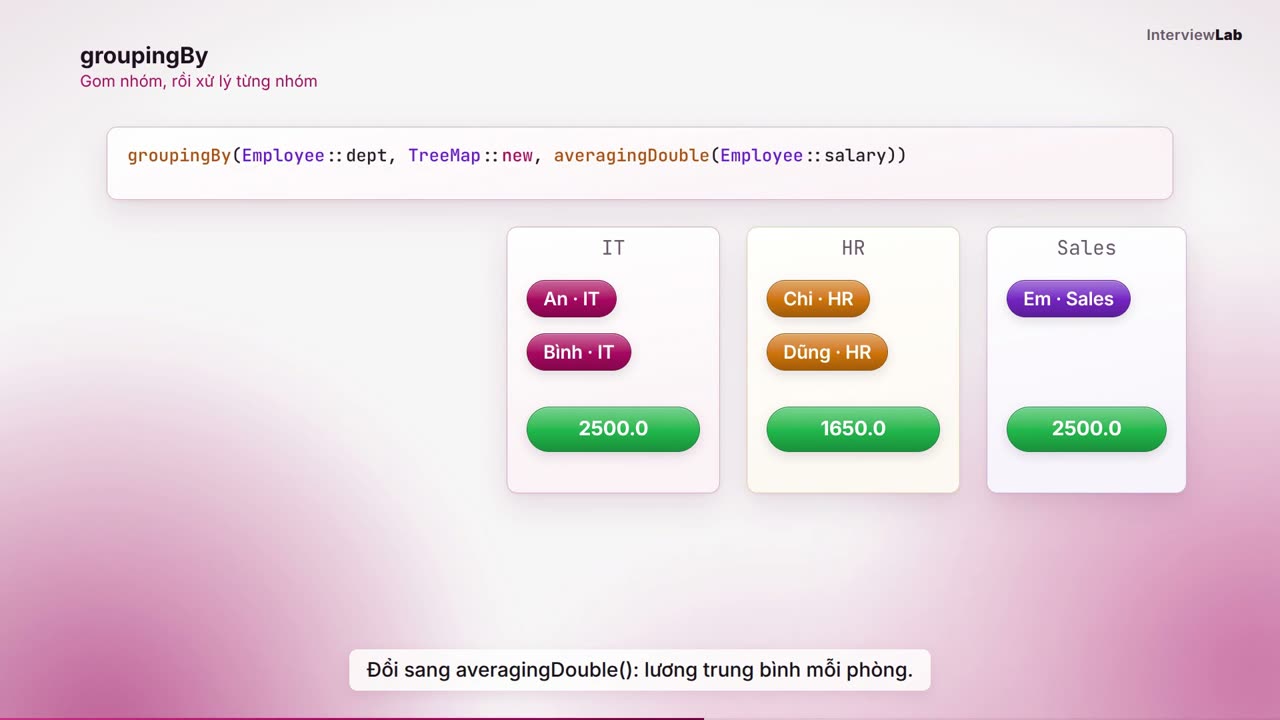 InterviewLab
groupingBy
Gom nhóm, rồi xử lý từng nhóm
groupingBy(Employee::dept, TreeMap::new, averagingDouble(Employee::salary))
IT
An · IT
Bình · IT
2500.0
HR
Chi · HR
Dũng · HR
1650.0
Sales
Em · Sales
2500.0
Đổi sang averagingDouble(): lương trung bình mỗi phòng.